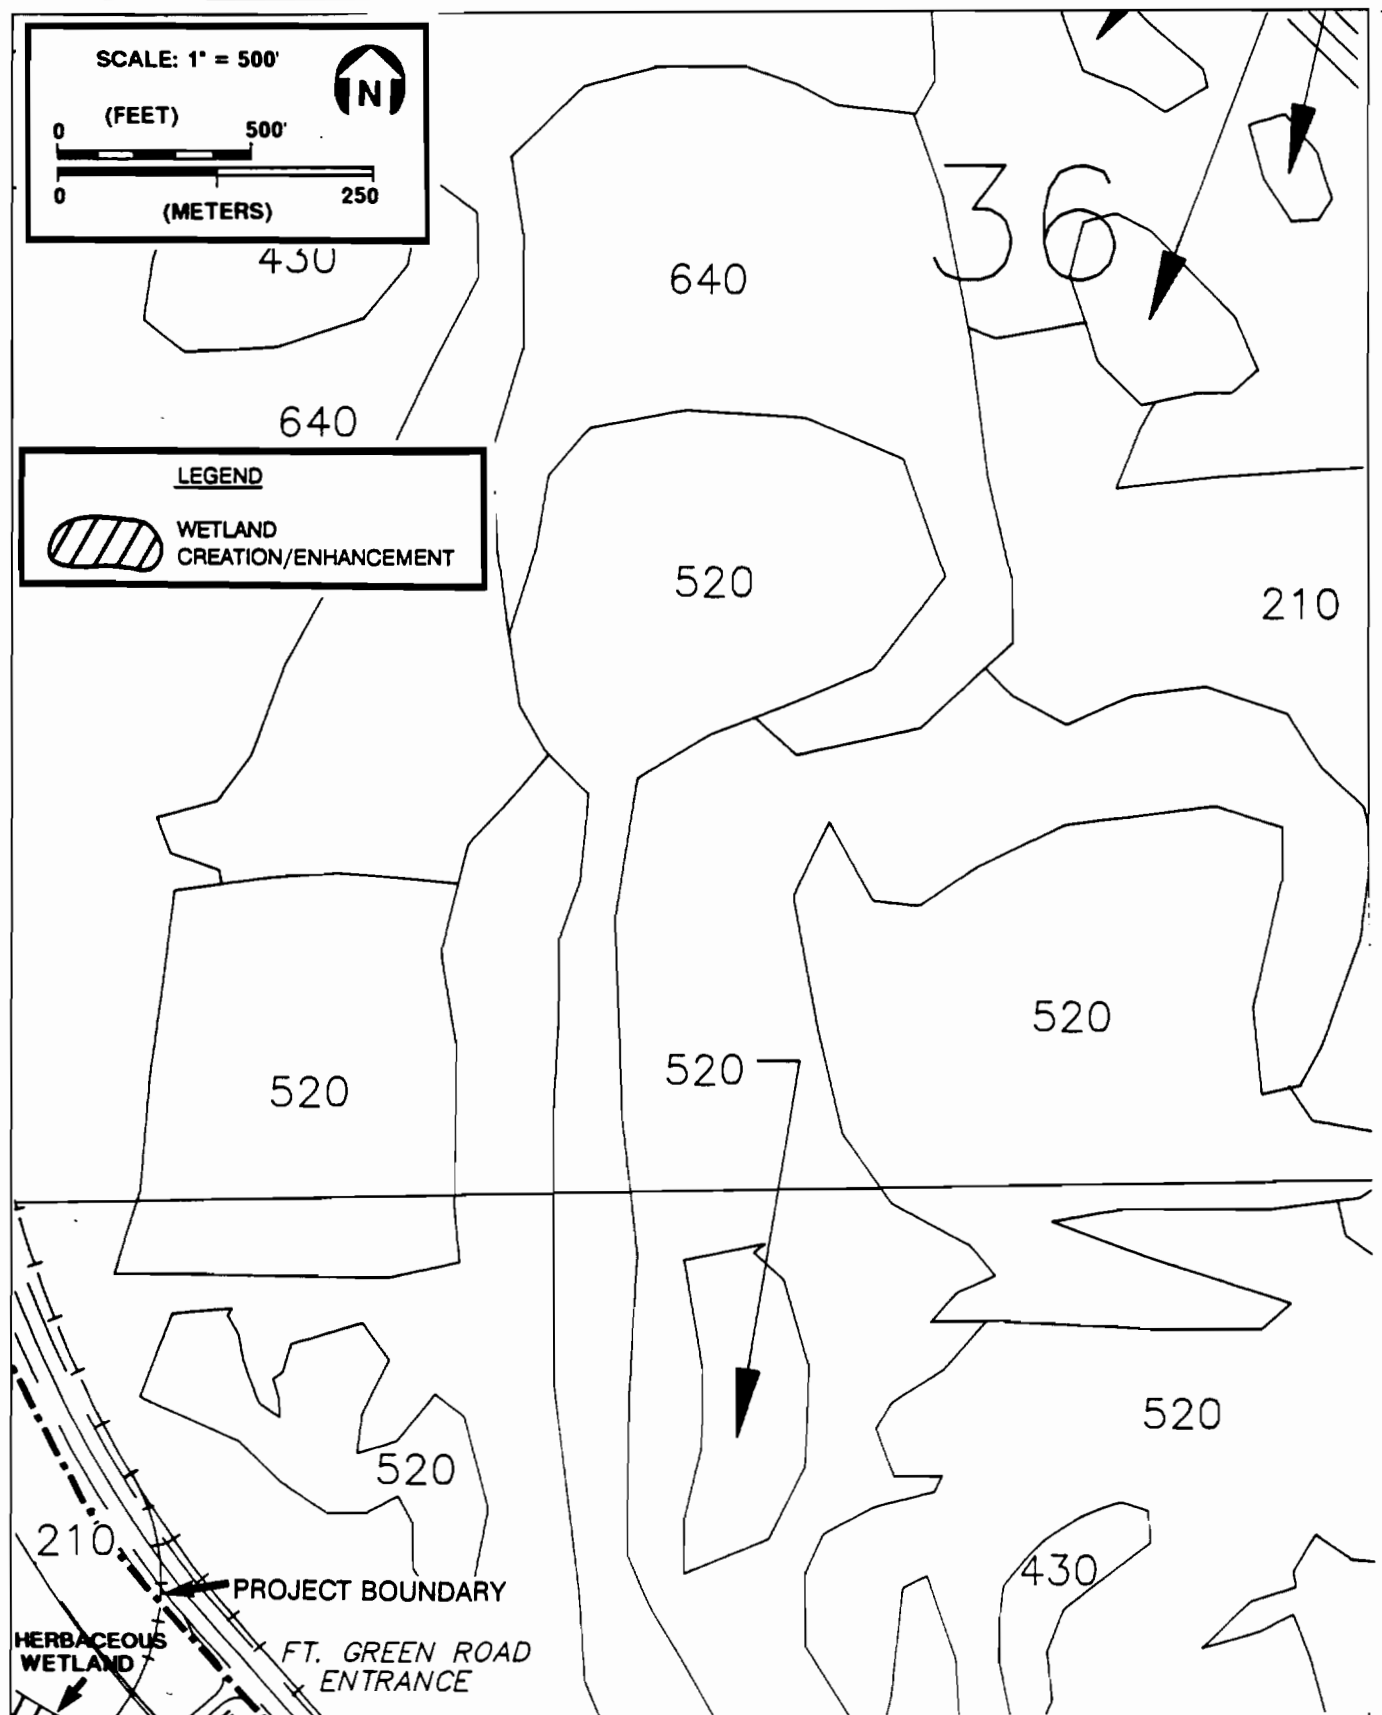 SCALE: 1" = 500'
N
(FEET)
0 500'
0 250
(METERS)
36
430
640
640
LEGEND
WETLAND
CREATION/ENHANCEMENT
520
210
520
520
520
520
520
210
430
PROJECT BOUNDARY
HERBACEOUS
WETLAND
FT. GREEN ROAD
ENTRANCE